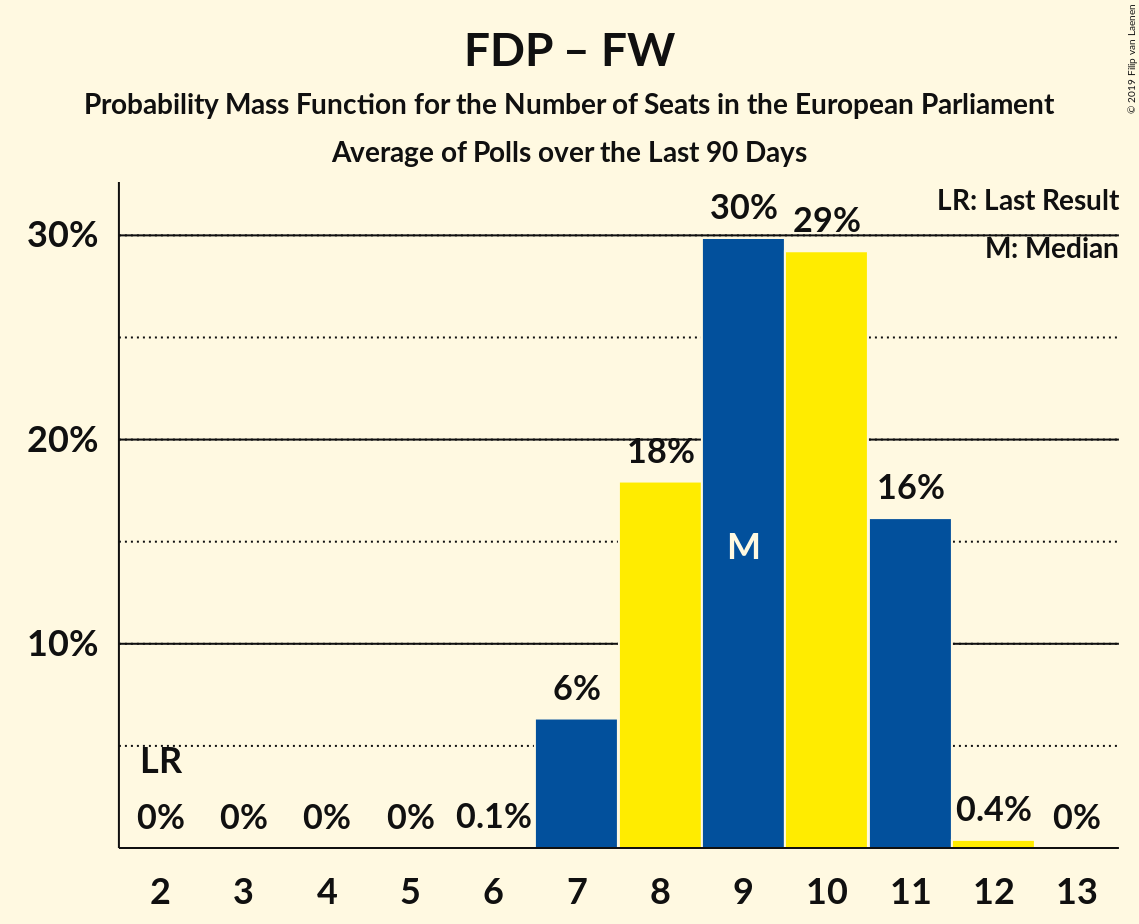 FDP – FW
Probability Mass Function for the Number of Seats in the European Parliament
Average of Polls over the Last 90 Days
© 2019 Filip van Laenen
LR: Last Result
M: Median
30%
20%
10%
LR
0%
0%
0%
0%
0.1%
6%
18%
30%
M
29%
16%
0.4%
0%
2 3 4 5 6 7 8 9 10 11 12 13